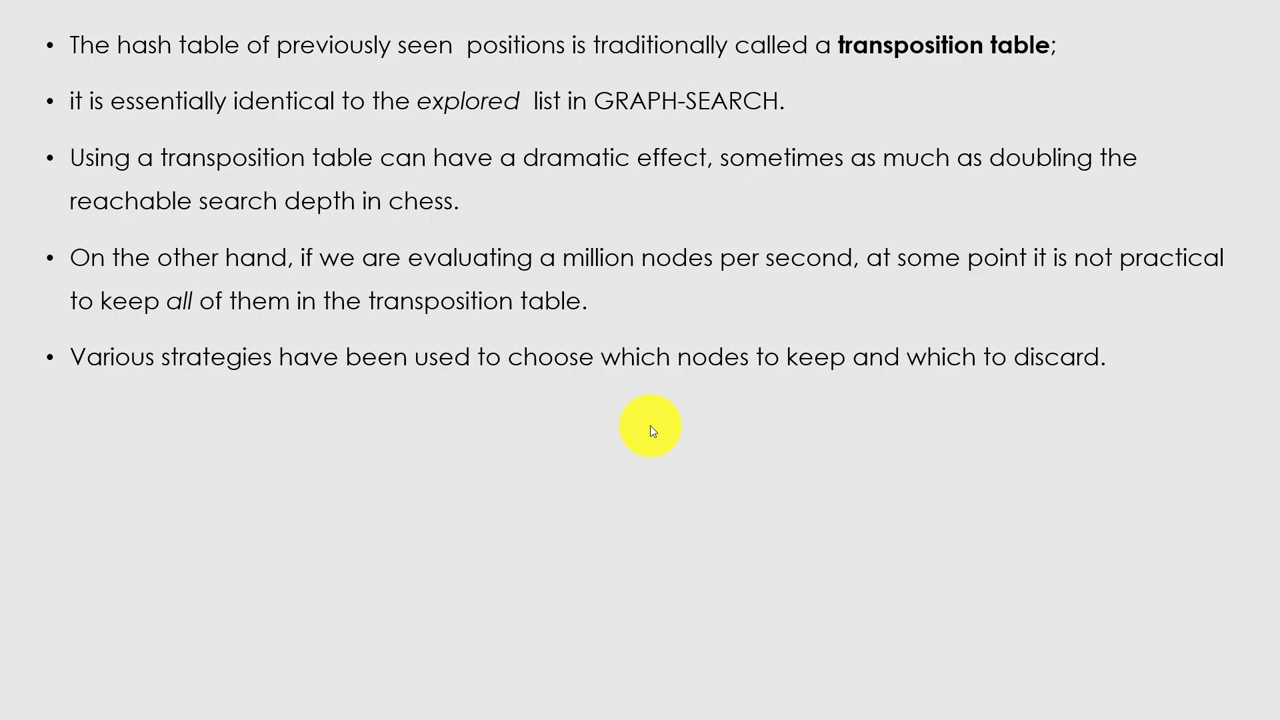 • The hash table of previously seen  positions is traditionally called a transposition table;
• it is essentially identical to the explored  list in GRAPH-SEARCH.
• Using a transposition table can have a dramatic effect, sometimes as much as doubling the
reachable search depth in chess.
• On the other hand, if we are evaluating a million nodes per second, at some point it is not practical
to keep all of them in the transposition table.
• Various strategies have been used to choose which nodes to keep and which to discard.